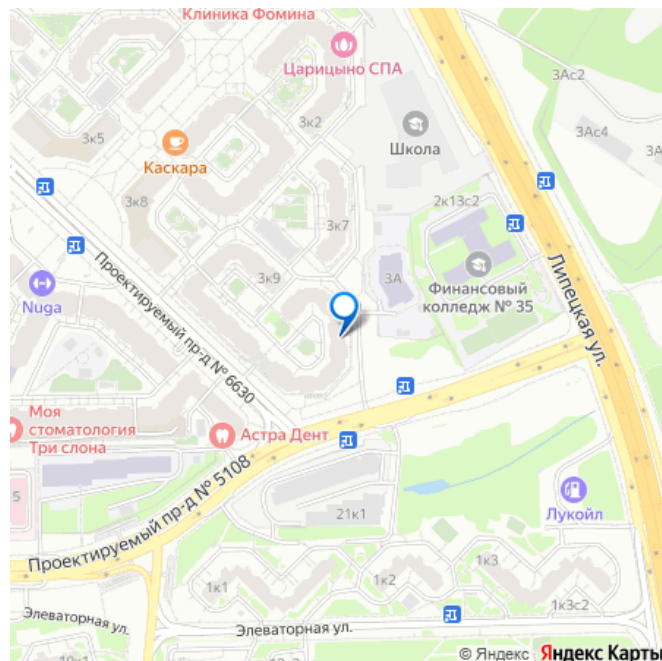 Клиника Фомина
Царицыно СПА
3Ас2
3к2
3к5
3Ас4
Каскара
Школа
3А
3к8
2к13с2
3к7
Проектируемый пр-д № 6630
3к9
3А
Финансовый
колледж № 35
Липецкая ул.
Nuga
Моя
стоматология
Три слона
Астра Дент
5
Проектируемый пр-д № 5108
21к1
Лукойл
1к1
1к2
1к3
1к3с2
Элеваторная ул.
Элеваторная ул.
© Яндекс Яндекс Карты